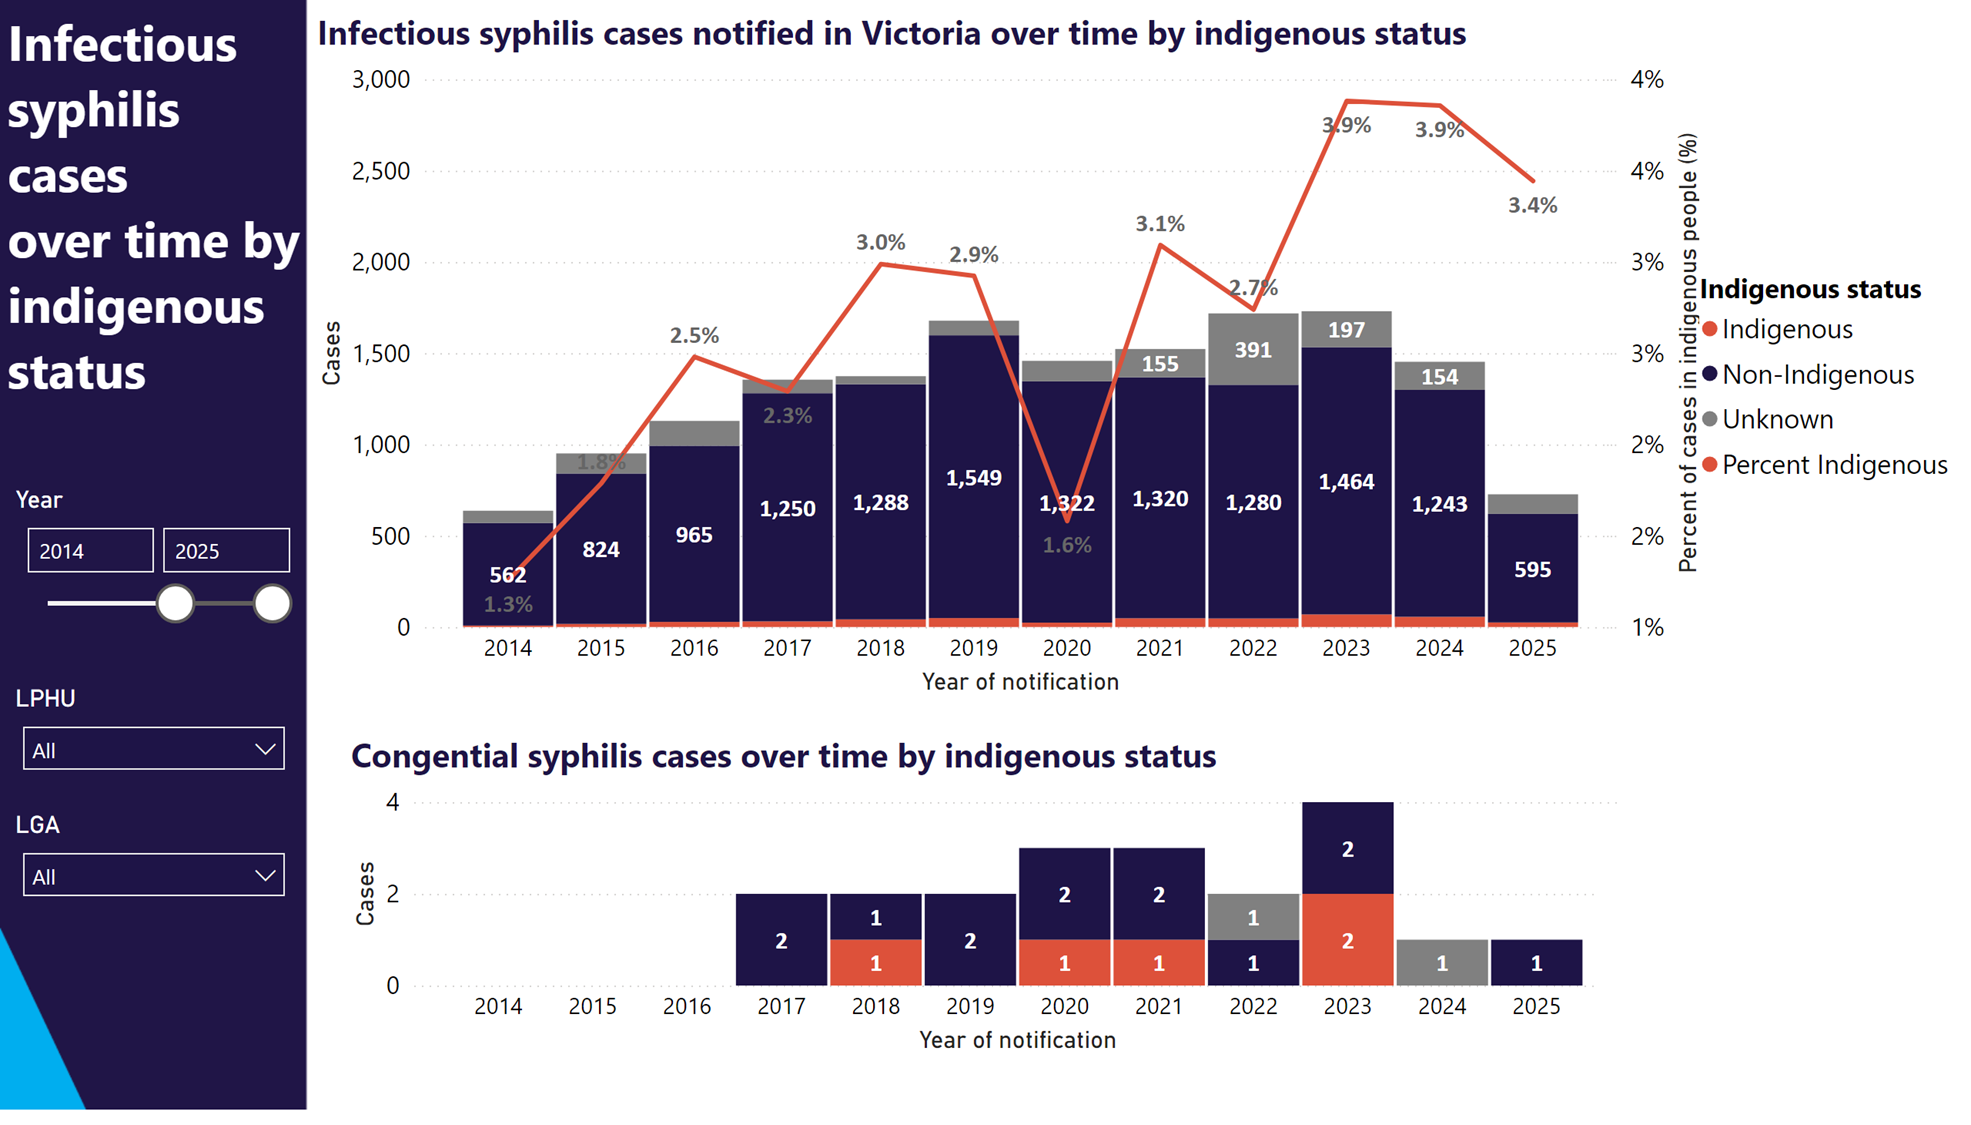 Infectious
syphilis
cases
over time by
indigenous
status
Year
2014 2025
LPHU
All
LGA
All
Infectious syphilis cases notified in Victoria over time by indigenous status
3,000
2,500
2,000
1,500
1,000
500
0
Cases
4%
4%
3%
3%
2%
2%
1%
Percent of cases in indigenous people (%)
1.3%
1.8%
2.5%
2.3%
3.0%
2.9%
1.6%
3.1%
2.7%
3.9%
3.9%
3.4%
155
391
197
154
562
824
965
1,250
1,288
1,549
1,322
1,320
1,280
1,464
1,243
595
2014 2015 2016 2017 2018 2019 2020 2021 2022 2023 2024 2025
Year of notification
Indigenous status
Indigenous
Non-Indigenous
Unknown
Percent Indigenous
Congential syphilis cases over time by indigenous status
4
2
0
Cases
2
1
1
2
2
1
2
1
1
1
2
2
1
1
2014 2015 2016 2017 2018 2019 2020 2021 2022 2023 2024 2025
Year of notification